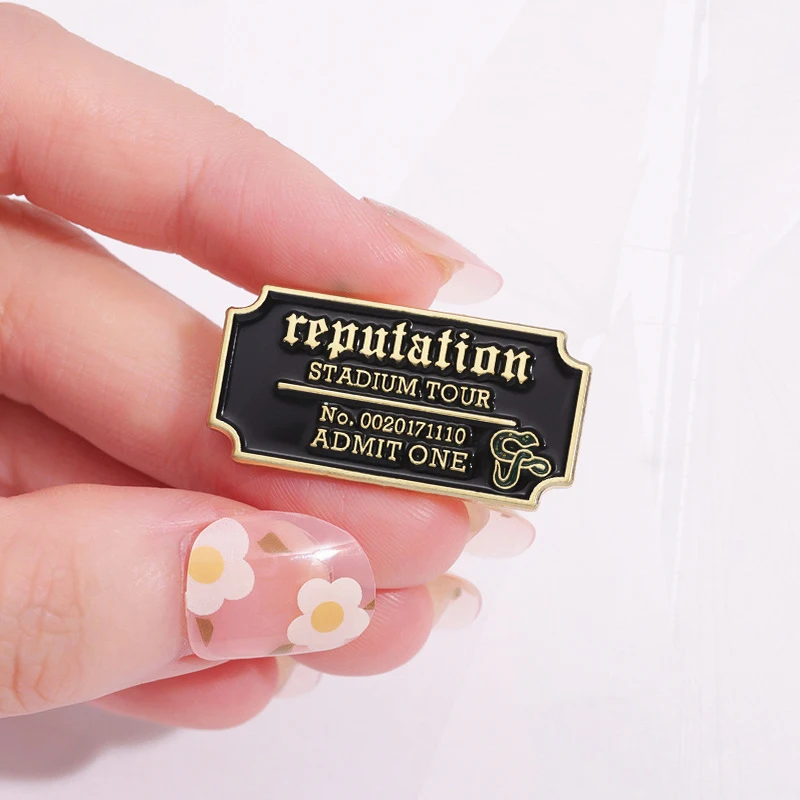 reputation
STADIUM TOUR
No. 0020171110
ADMIT ONE